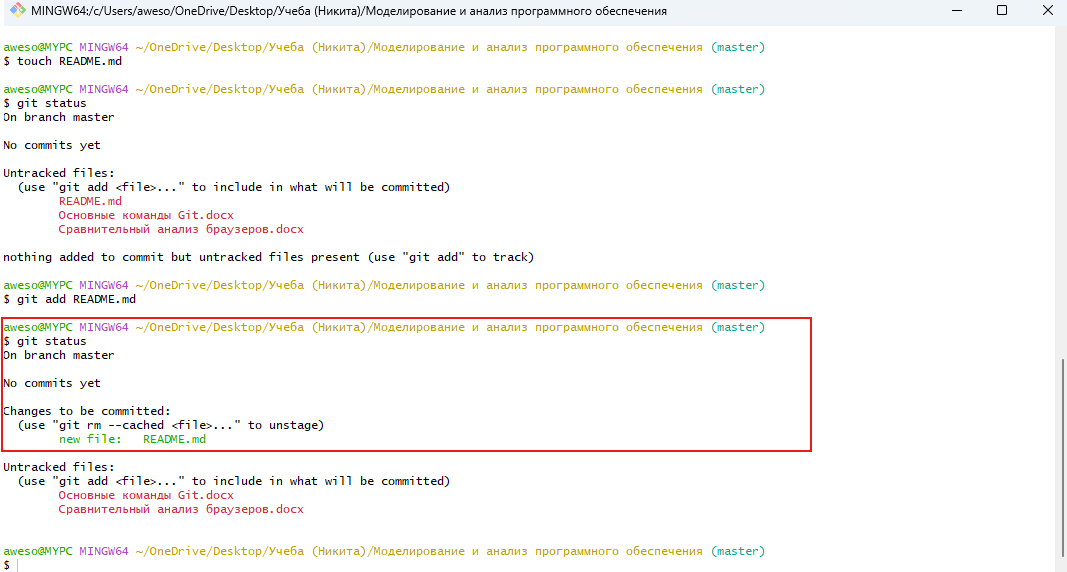 MINGW64:/c/Users/aweso/OneDrive/Desktop/Учеба (Никита)/Моделирование и анализ программного обеспечения
aweso@MYPC MINGW64 ~/OneDrive/Desktop/Учеба (Никита)/Моделирование и анализ программного обеспечения (master)
$ touch README.md
aweso@MYPC MINGW64 ~/OneDrive/Desktop/Учеба (Никита)/Моделирование и анализ программного обеспечения (master)
$ git status
On branch master
No commits yet
Untracked files:
  (use "git add <file>..." to include in what will be committed)
        README.md
        Основные команды Git.docx
        Сравнительный анализ браузеров.docx
nothing added to commit but untracked files present (use "git add" to track)
aweso@MYPC MINGW64 ~/OneDrive/Desktop/Учеба (Никита)/Моделирование и анализ программного обеспечения (master)
$ git add README.md
aweso@MYPC MINGW64 ~/OneDrive/Desktop/Учеба (Никита)/Моделирование и анализ программного обеспечения (master)
$ git status
On branch master
No commits yet
Changes to be committed:
  (use "git rm --cached <file>..." to unstage)
        new file:   README.md
Untracked files:
  (use "git add <file>..." to include in what will be committed)
        Основные команды Git.docx
        Сравнительный анализ браузеров.docx
aweso@MYPC MINGW64 ~/OneDrive/Desktop/Учеба (Никита)/Моделирование и анализ программного обеспечения (master)
$